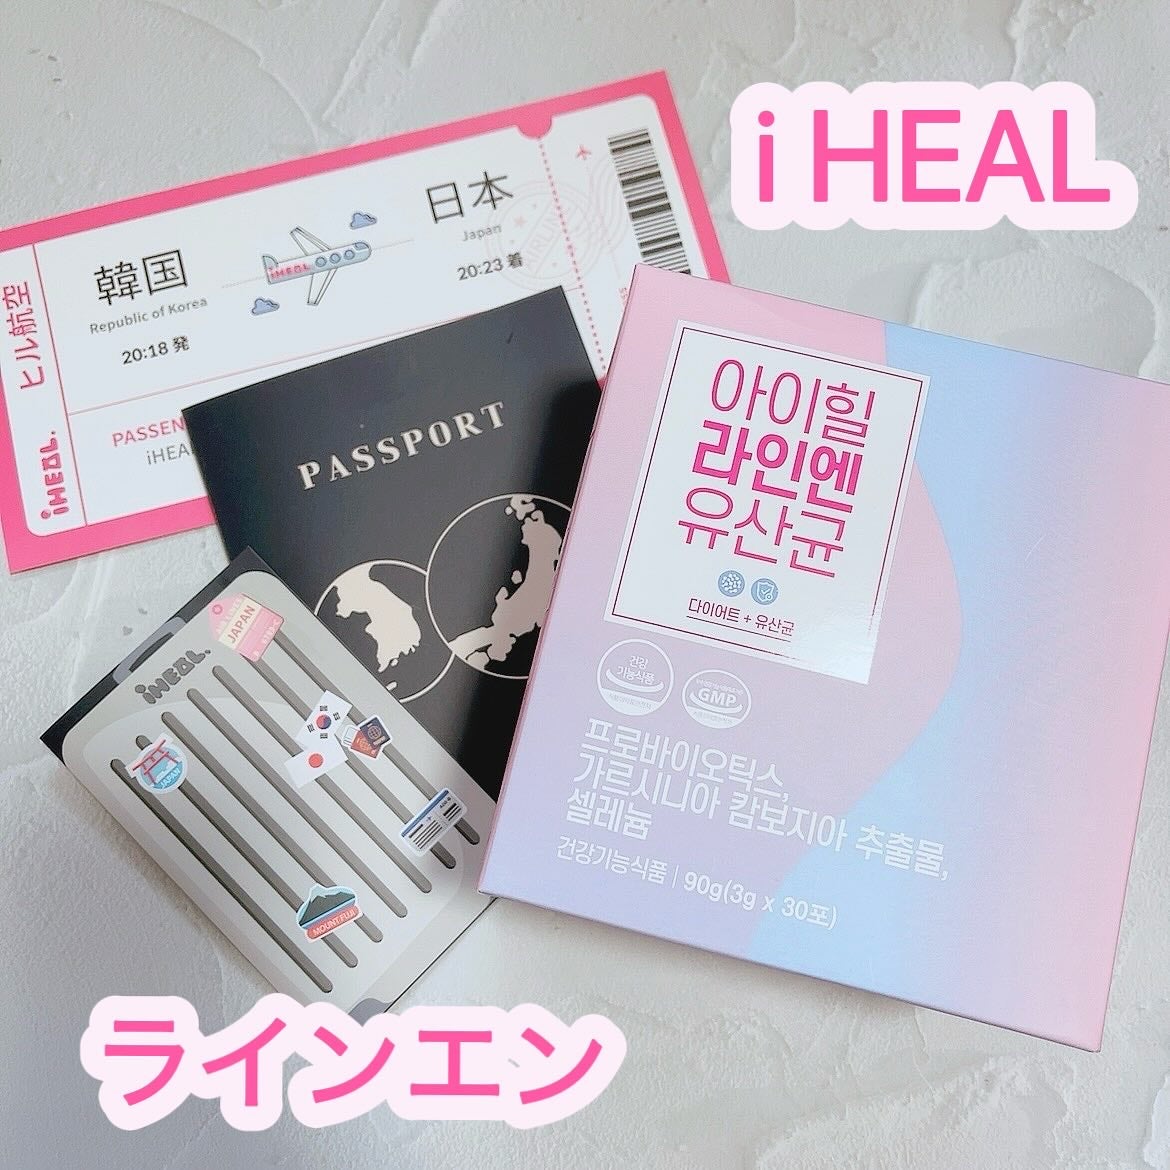 i HEAL
韓国
Republic of Korea
20:18 発
iHEAL
日本
Japan
20:23 着
ヒル航空
iHEAL.
PASSEN
iHEA
PASSPORT
JAPAN
iHEAL.
JAPAN
MOUNT FUJI
아이힐
라인엔
유산균
다이어트 + 유산균
건강
기능식품
GMP
프로바이오틱스,
가르시니아 캄보지아 추출물,
셀레늄
건강기능식품 | 90g(3g x 30포)
ラインエン